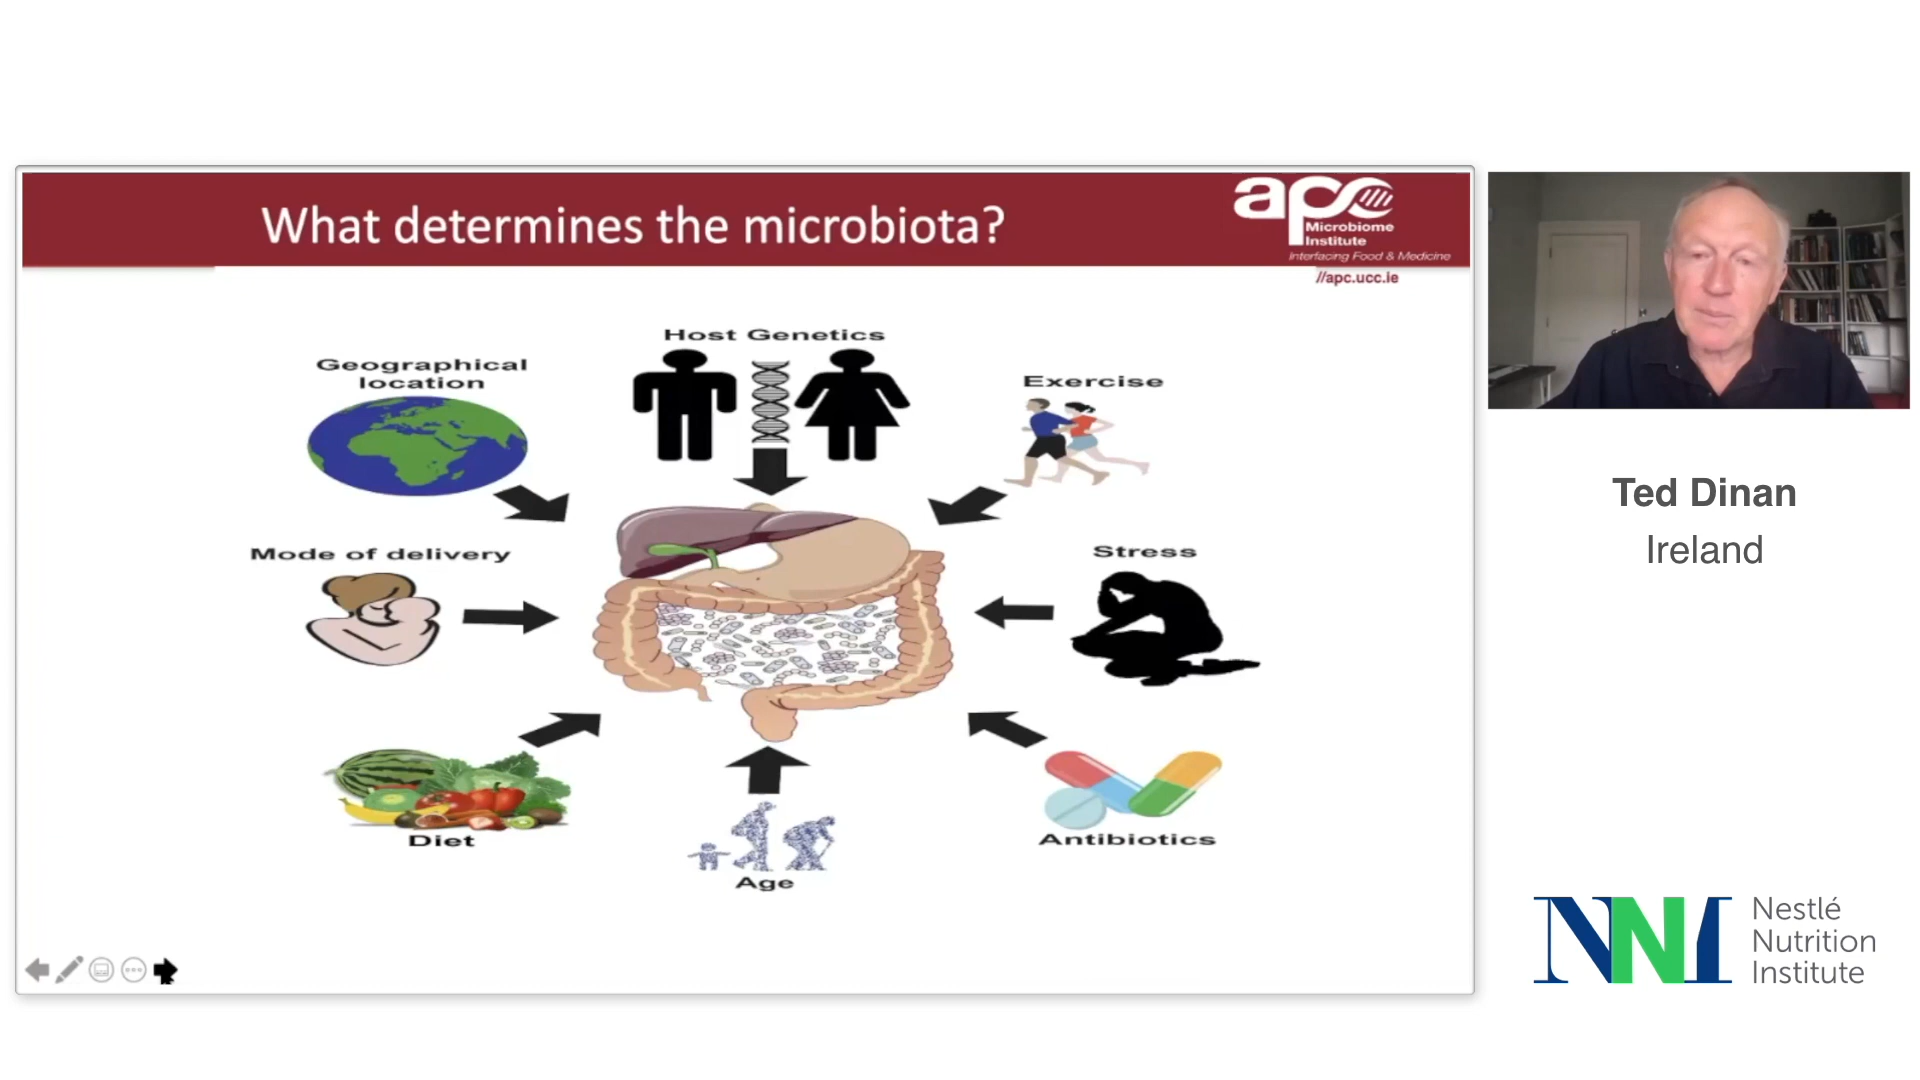 What determines the microbiota?
apc
Microbiome
Institute
Interfacing Food & Medicine
//apc.ucc.ie
Host Genetics
Geographical
location
Exercise
Mode of delivery
Stress
Diet
Antibiotics
Age
Ted Dinan
Ireland
NNI
Nestlé
Nutrition
Institute